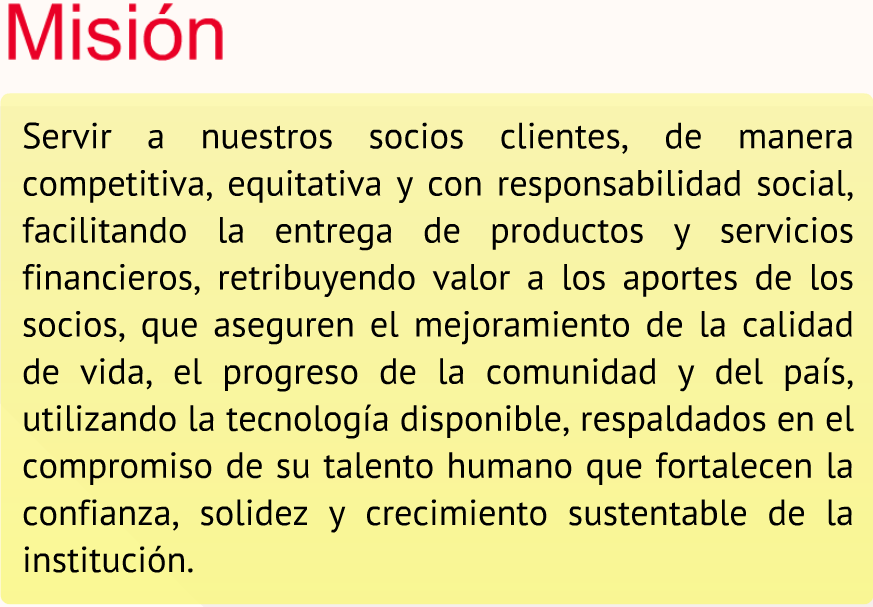 Misión
Servir a nuestros socios clientes, de manera
competitiva, equitativa y con responsabilidad social,
facilitando la entrega de productos y servicios
financieros, retribuyendo valor a los aportes de los
socios, que aseguren el mejoramiento de la calidad
de vida, el progreso de la comunidad y del país,
utilizando la tecnología disponible, respaldados en el
compromiso de su talento humano que fortalecen la
confianza, solidez y crecimiento sustentable de la
institución.